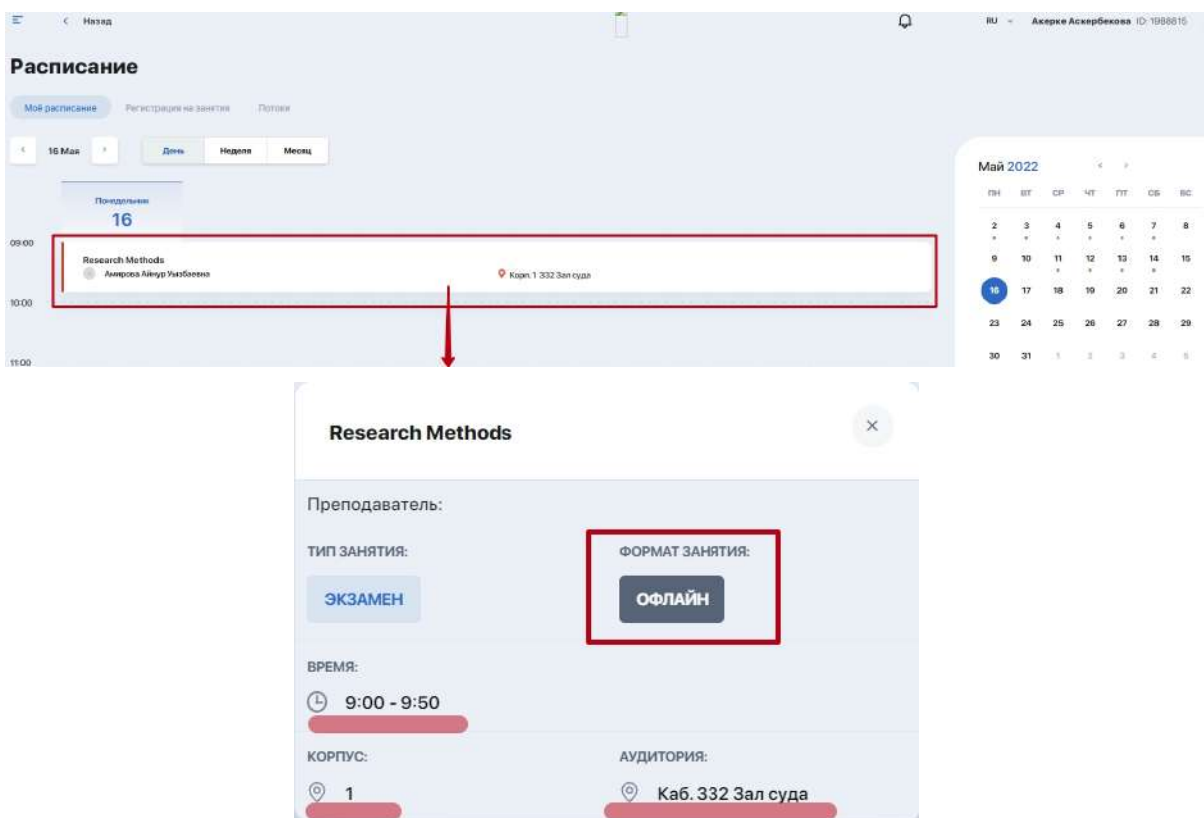 Назад
RU Акерке Аскербекова ID: 1988815
Расписание
Моё расписание Регистрация на занятия Потоки
16 Мая День Неделя Месяц
Май 2022
ПН ВТ СР ЧТ ПТ СБ ВС
Понедельник
16
2 3 4 5 6 7 8
09:00
Research Methods
Амирова Айнур Уызбаевна
Корп. 1 332 Зал суда
9 10 11 12 13 14 15
16 17 18 19 20 21 22
10:00
23 24 25 26 27 28 29
11:00
30 31 1 2 3 4 5
Research Methods
Преподаватель:
ТИП ЗАНЯТИЯ: ФОРМАТ ЗАНЯТИЯ:
ЭКЗАМЕН ОФЛАЙН
ВРЕМЯ:
9:00 - 9:50
КОРПУС: АУДИТОРИЯ:
1 Каб. 332 Зал суда